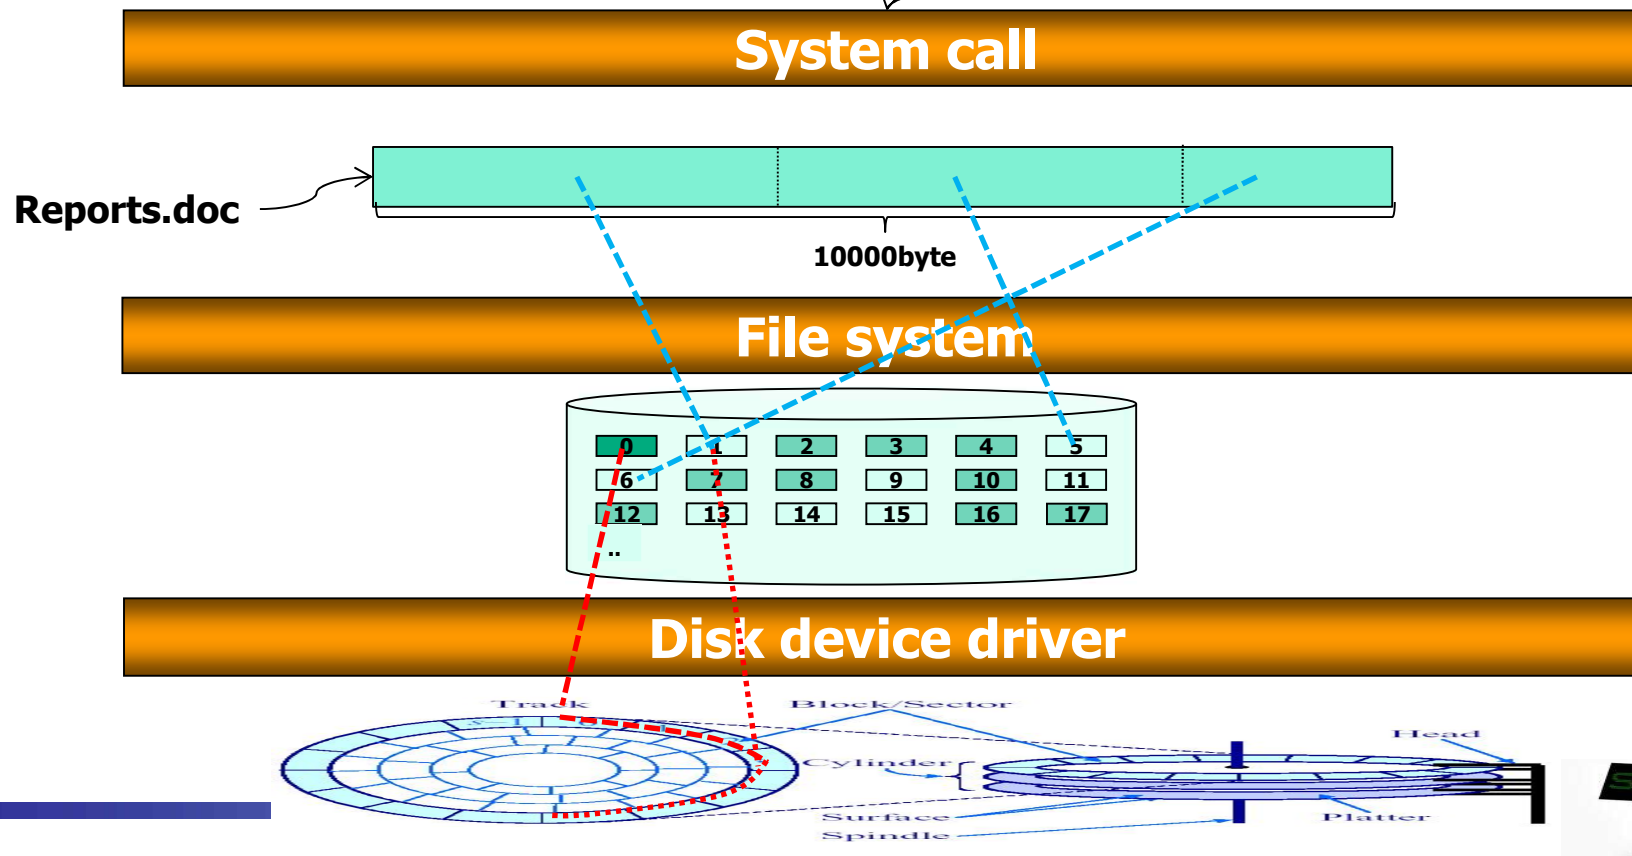 System call
Reports.doc
10000byte
File system
0 1 2 3 4 5
6 7 8 9 10 11
12 13 14 15 16 17
..
Disk device driver
Track
Block/Sector
Head
Cylinder
Surface
Platter
Spindle